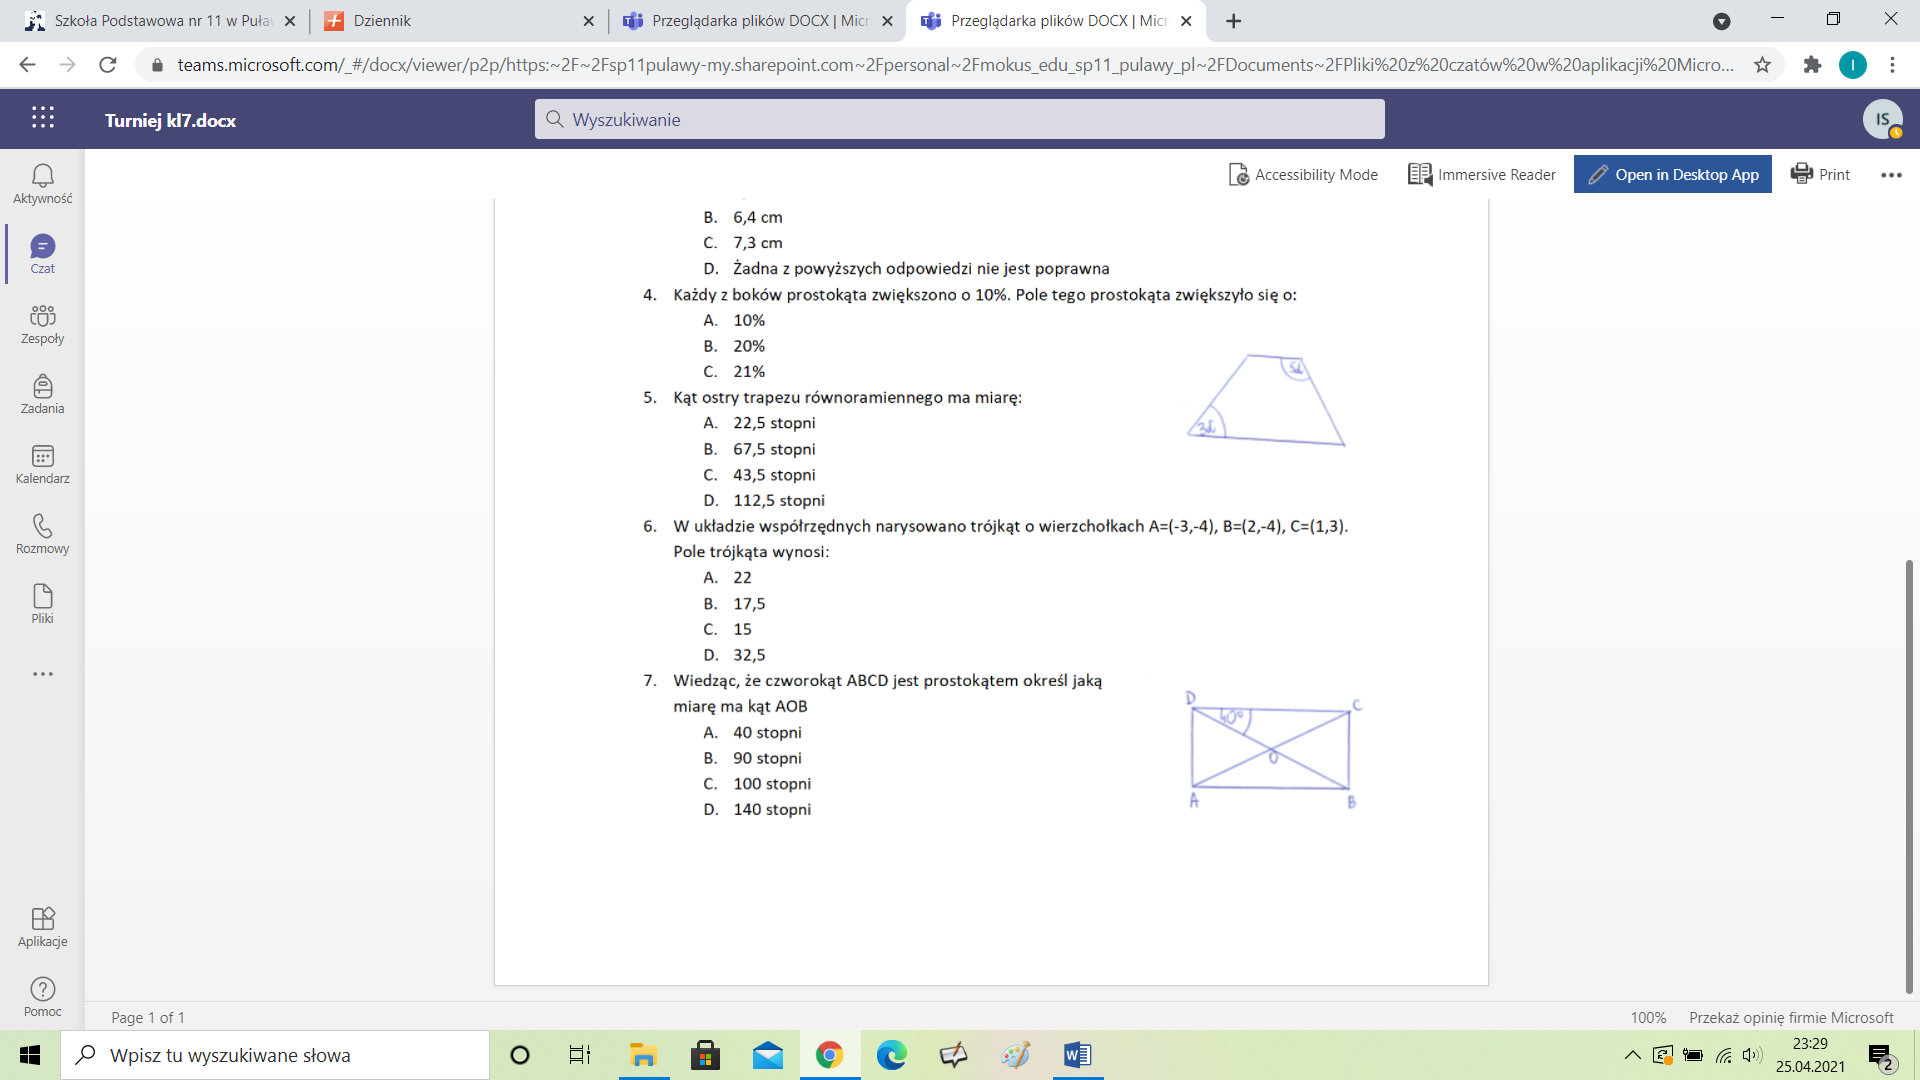 Szkoła Podstawowa nr 11 w Puła
Dziennik
Przeglądarka plików DOCX | Micr
Przeglądarka plików DOCX | Micr
teams.microsoft.com/_#/docx/viewer/p2p/https:~2F~2Fsp11pulawy-my.sharepoint.com~2Fpersonal~2Fmokus_edu_sp11_pulawy_pl~2FDocuments~2FPliki%20z%20czatów%20w%20aplikacji%20Micro...
I
Turniej kl7.docx
Wyszukiwanie
IS
Accessibility Mode
Immersive Reader
Open in Desktop App
Print
Aktywność
Czat
Zespoły
Zadania
Kalendarz
Rozmowy
Pliki
Aplikacje
Pomoc
B. 6,4 cm
C. 7,3 cm
D. Żadna z powyższych odpowiedzi nie jest poprawna
4. Każdy z boków prostokąta zwiększono o 10%. Pole tego prostokąta zwiększyło się o:
A. 10%
B. 20%
C. 21%
5. Kąt ostry trapezu równoramiennego ma miarę:
A. 22,5 stopni
B. 67,5 stopni
C. 43,5 stopni
D. 112,5 stopni
5α
3α
6. W układzie współrzędnych narysowano trójkąt o wierzchołkach A=(-3,-4), B=(2,-4), C=(1,3).
Pole trójkąta wynosi:
A. 22
B. 17,5
C. 15
D. 32,5
7. Wiedząc, że czworokąt ABCD jest prostokątem określ jaką
miarę ma kąt AOB
A. 40 stopni
B. 90 stopni
C. 100 stopni
D. 140 stopni
D
C
40°
O
A
B
Page 1 of 1
100%
Przekaż opinię firmie Microsoft
Wpisz tu wyszukiwane słowa
23:29
25.04.2021
2